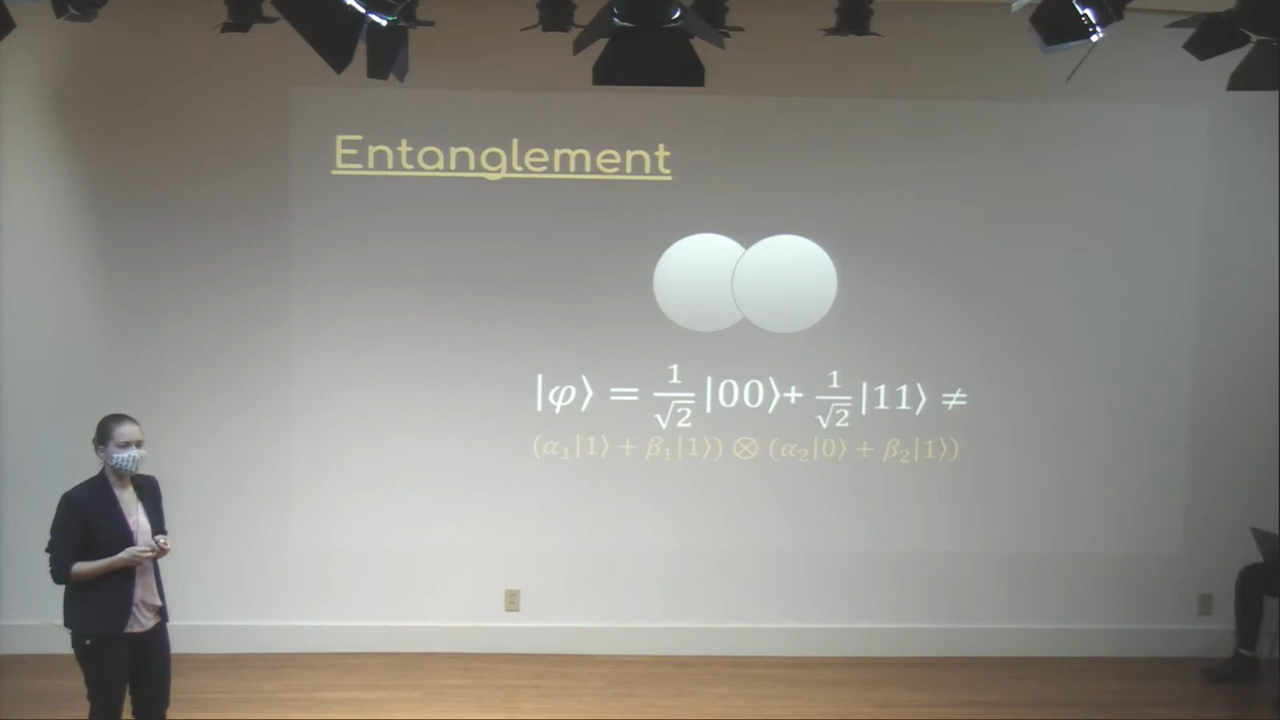 Entanglement
|φ⟩ = 1/√2 |00⟩+ 1/√2 |11⟩ ≠
(α₁|1⟩ + β₁|1⟩) ⊗ (α₂|0⟩ + β₂|1⟩)